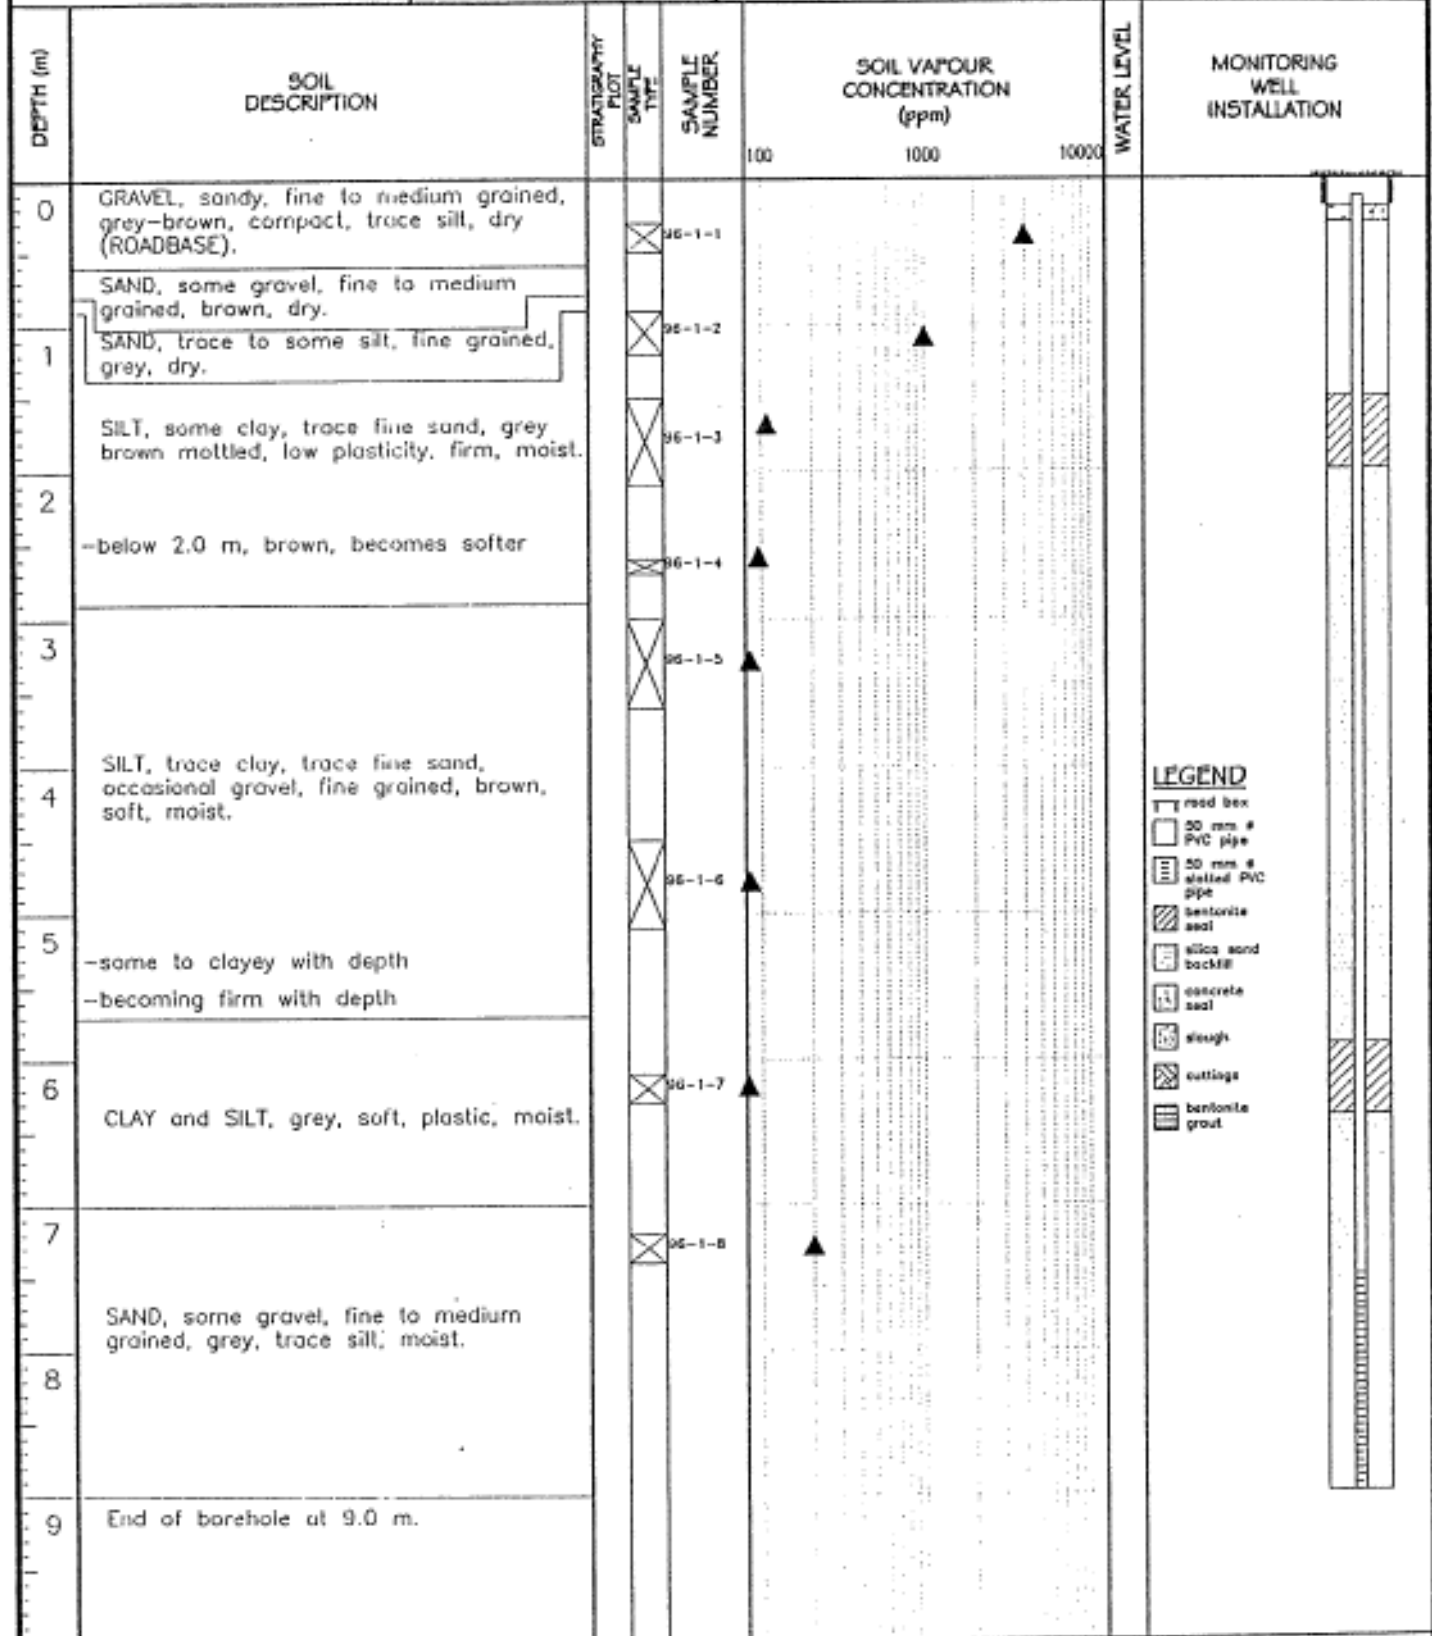 DEPTH (m)
SOIL
DESCRIPTION
STRATIGRAPHY
PLOT
SAMPLE
TYPE
SAMPLE
NUMBER
SOIL VAPOUR
CONCENTRATION
(ppm)
100 1000 10000
WATER LEVEL
MONITORING
WELL
INSTALLATION
0
GRAVEL, sandy, fine to medium grained,
grey-brown, compact, trace silt, dry
(ROADBASE).
96-1-1
SAND, some gravel, fine to medium
grained, brown, dry.
96-1-2
1
SAND, trace to some silt, fine grained,
grey, dry.
SILT, some clay, trace fine sand, grey
brown mottled, low plasticity, firm, moist.
96-1-3
2
-below 2.0 m, brown, becomes softer
96-1-4
3
96-1-5
SILT, trace clay, trace fine sand,
occasional gravel, fine grained, brown,
soft, moist.
4
96-1-6
5
-some to clayey with depth
-becoming firm with depth
6
96-1-7
CLAY and SILT, grey, soft, plastic, moist.
7
96-1-8
SAND, some gravel, fine to medium
grained, grey, trace silt, moist.
8
9
End of borehole at 9.0 m.
LEGEND
road box
50 mm ø
PVC pipe
50 mm ø
slotted PVC
pipe
bentonite
seal
silica sand
backfill
concrete
seal
slough
cuttings
bentonite
grout